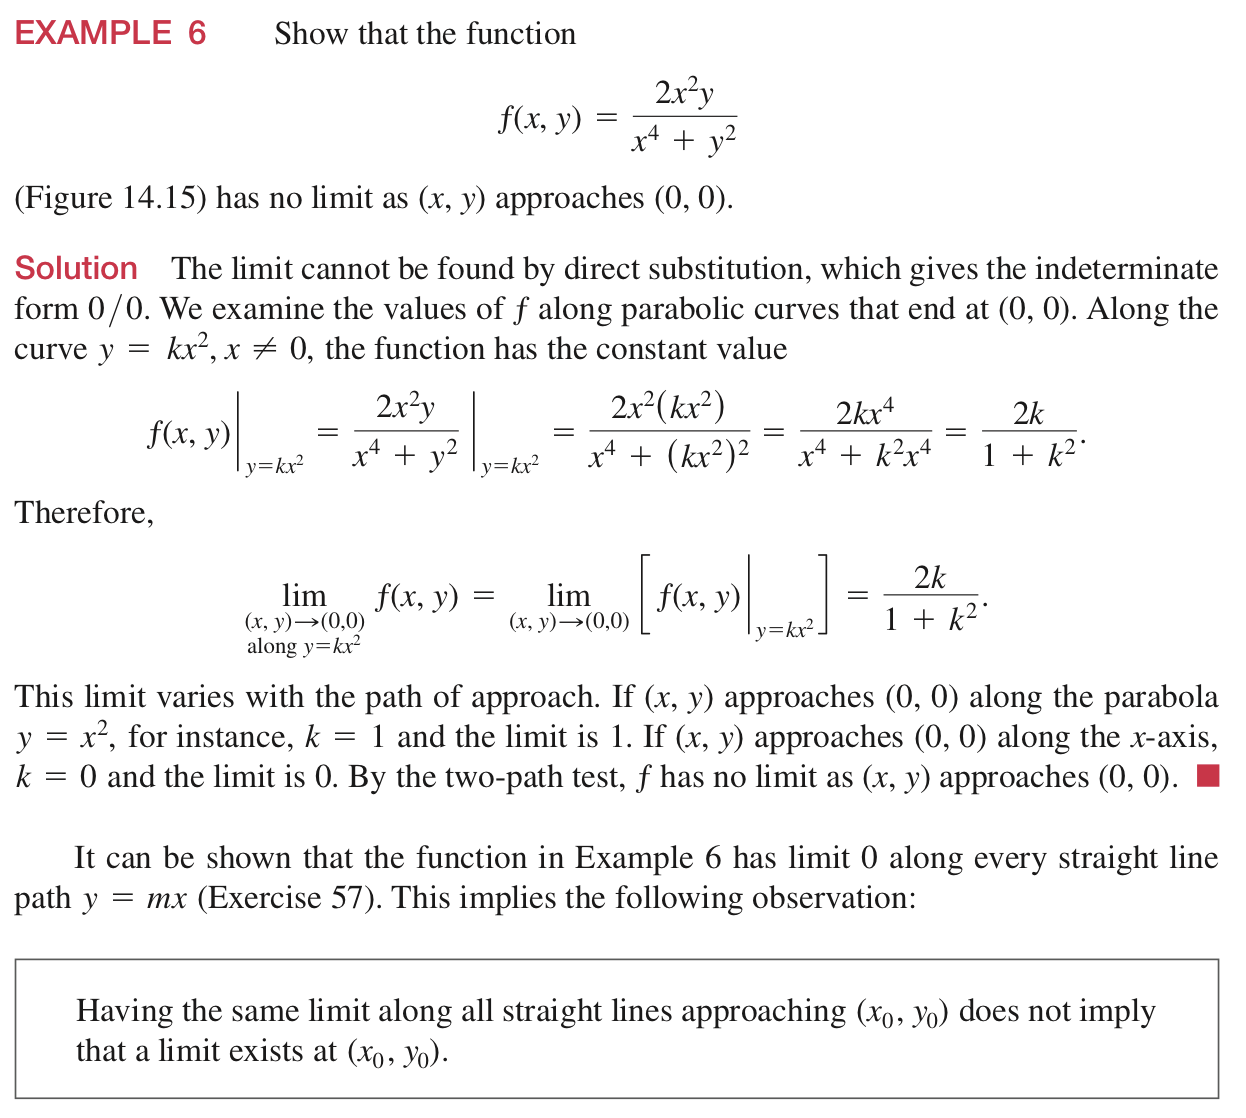 EXAMPLE 6 Show that the function
f(x, y) = \frac{2x^2y}{x^4 + y^2}
(Figure 14.15) has no limit as (x, y) approaches (0, 0).
Solution The limit cannot be found by direct substitution, which gives the indeterminate
form 0/0. We examine the values of f along parabolic curves that end at (0, 0). Along the
curve y = kx^2, x ≠ 0, the function has the constant value
f(x, y)|_{y=kx^2} = \frac{2x^2y}{x^4 + y^2}|_{y=kx^2} = \frac{2x^2(kx^2)}{x^4 + (kx^2)^2} = \frac{2kx^4}{x^4 + k^2x^4} = \frac{2k}{1 + k^2}.
Therefore,
\lim_{(x, y)→(0,0) along y=kx^2} f(x, y) = \lim_{(x, y)→(0,0)} [f(x, y)|_{y=kx^2}] = \frac{2k}{1 + k^2}.
This limit varies with the path of approach. If (x, y) approaches (0, 0) along the parabola
y = x^2, for instance, k = 1 and the limit is 1. If (x, y) approaches (0, 0) along the x-axis,
k = 0 and the limit is 0. By the two-path test, f has no limit as (x, y) approaches (0, 0). ■
It can be shown that the function in Example 6 has limit 0 along every straight line
path y = mx (Exercise 57). This implies the following observation:
Having the same limit along all straight lines approaching (x_0, y_0) does not imply
that a limit exists at (x_0, y_0).